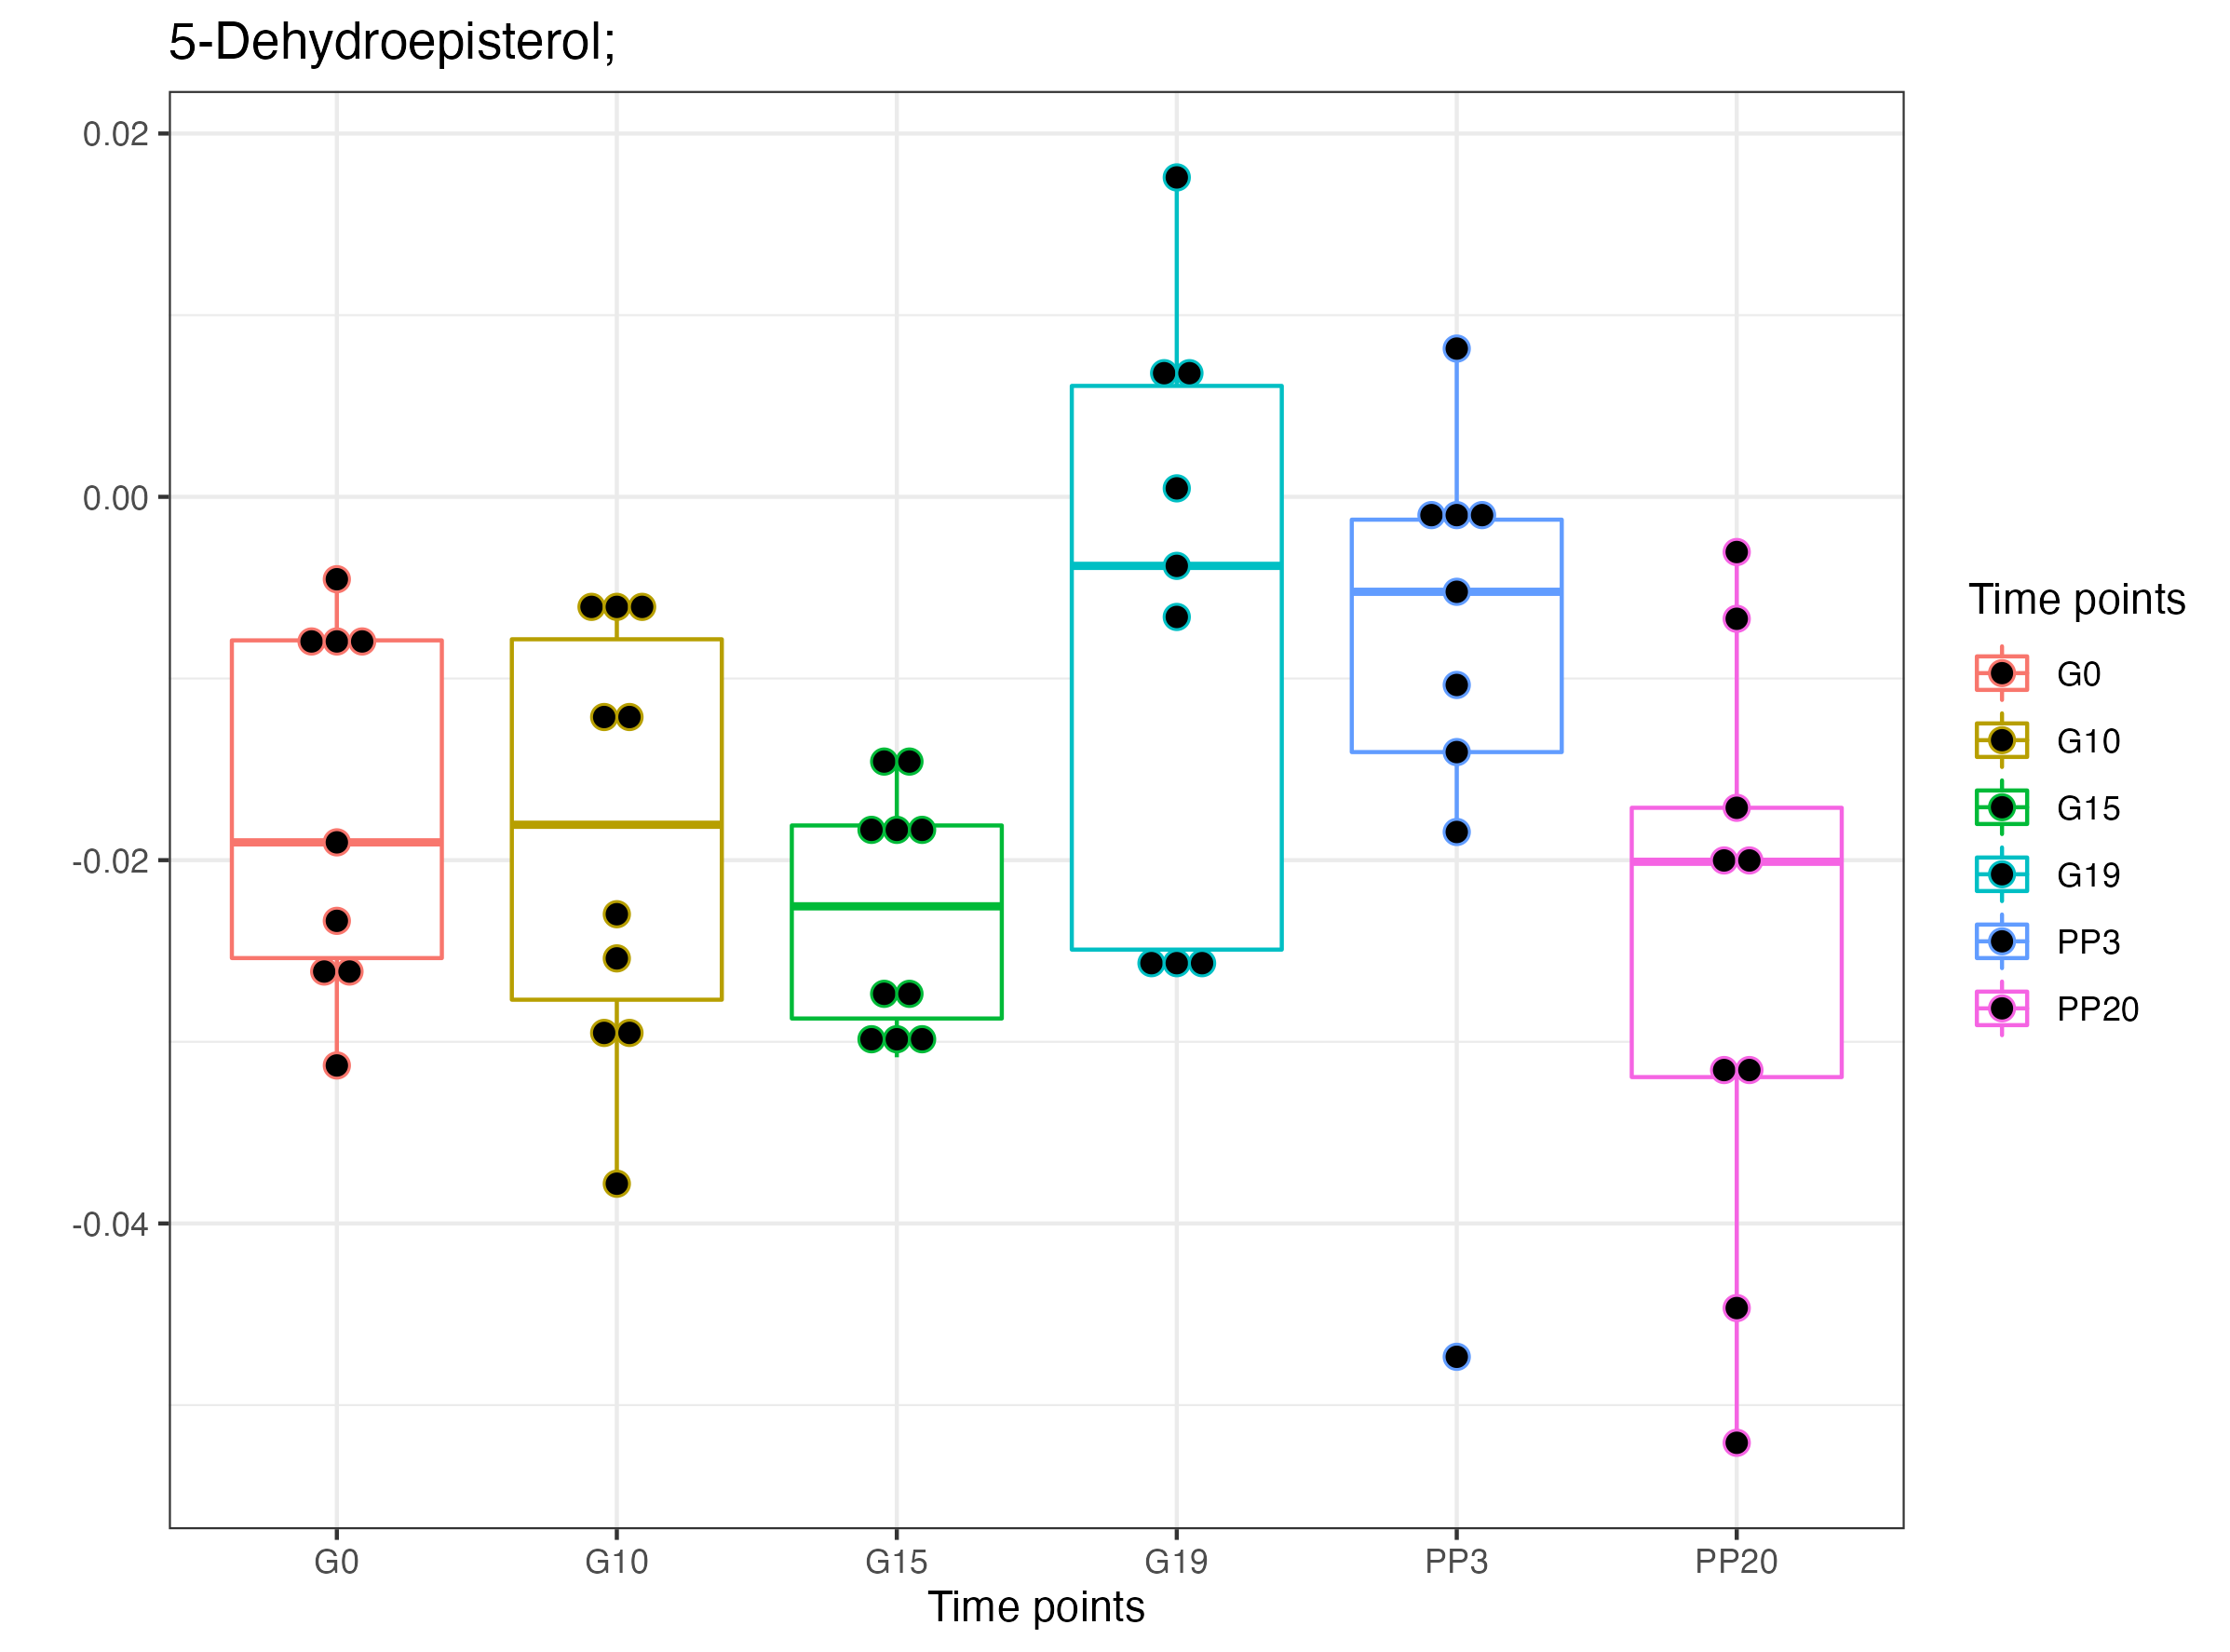 5-Dehydroepisterol;
0.02
0.00
-0.02
-0.04
G0 G10 G15 G19 PP3 PP20
Time points
Time points
G0
G10
G15
G19
PP3
PP20